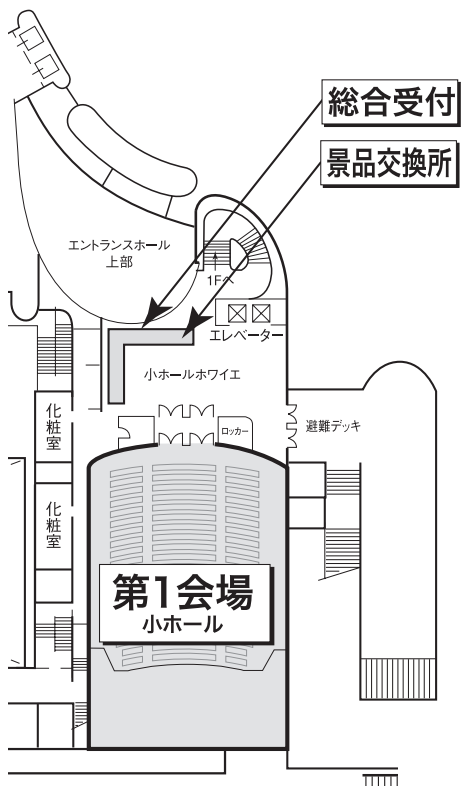 総合受付
景品交換所
エントランスホール
上部
1Fへ
エレベーター
小ホールホワイエ
化粧室
ロッカー
避難デッキ
化粧室
第1会場
小ホール